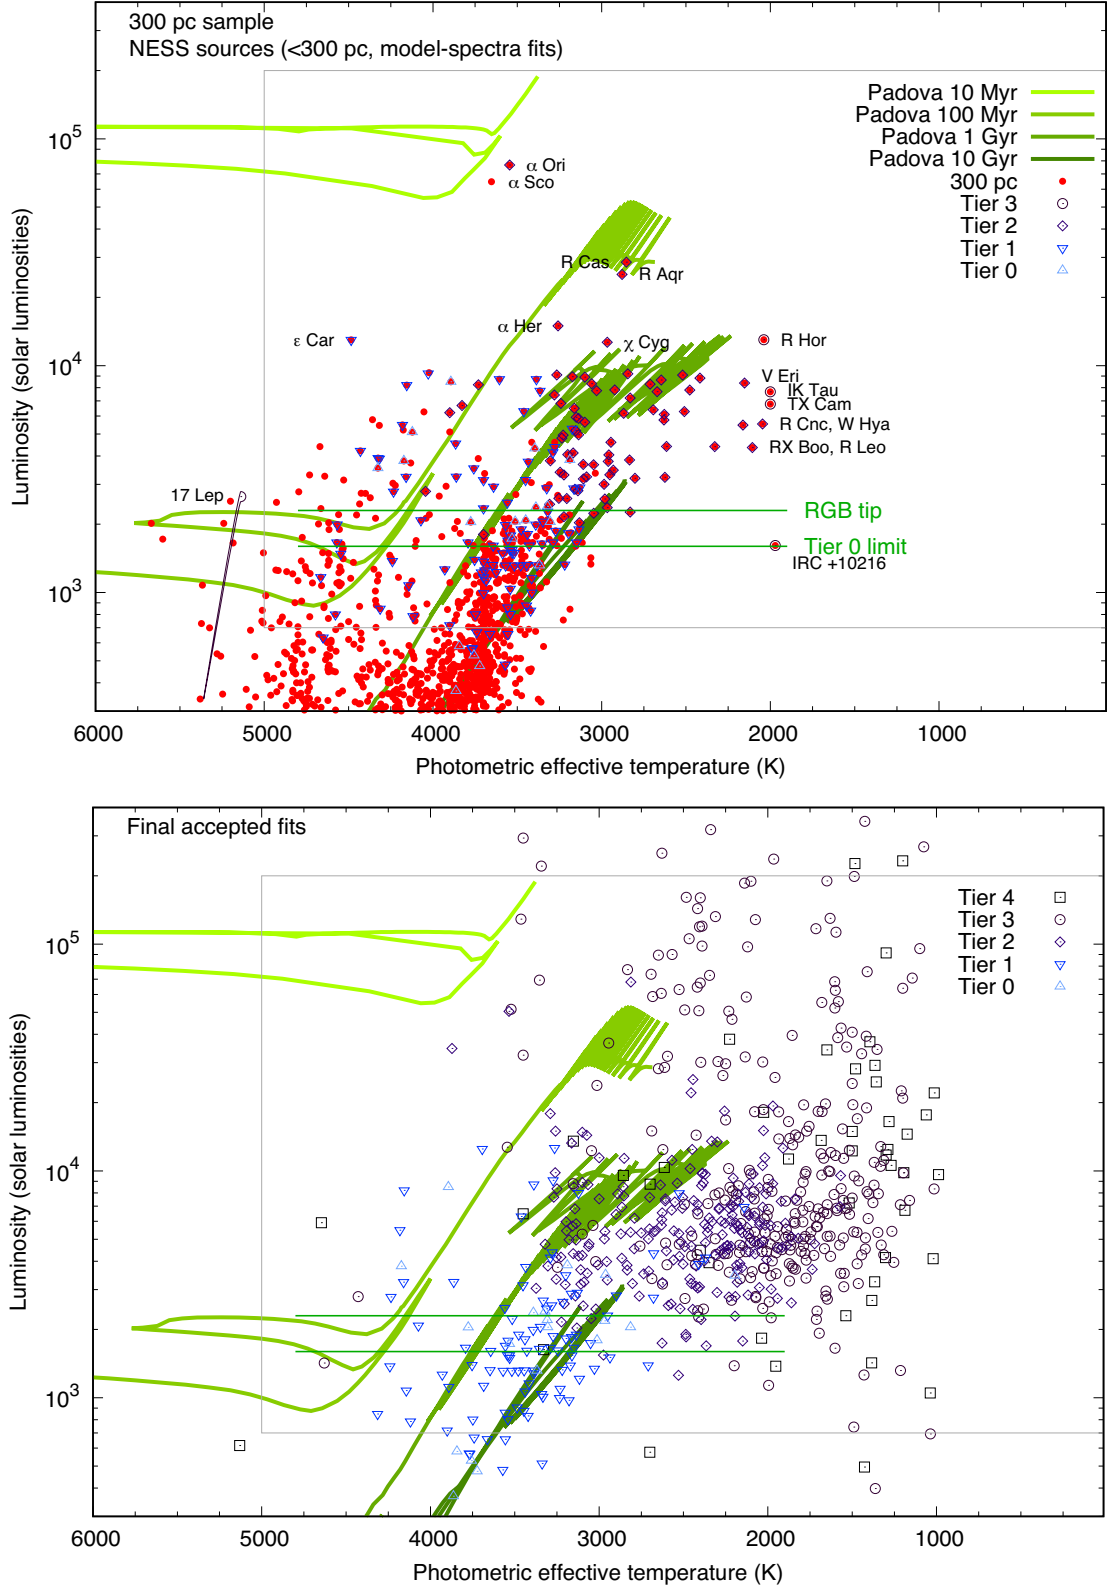 300 pc sample
NESS sources (<300 pc, model-spectra fits)
Padova 10 Myr
Padova 100 Myr
Padova 1 Gyr
Padova 10 Gyr
300 pc
Tier 3
Tier 2
Tier 1
Tier 0
α Ori
α Sco
R Cas
R Aqr
α Her
ε Car
χ Cyg
R Hor
V Eri
IK Tau
TX Cam
R Cnc, W Hya
RX Boo, R Leo
17 Lep
RGB tip
Tier 0 limit
IRC +10216
10^5
10^4
10^3
Luminosity (solar luminosities)
6000 5000 4000 3000 2000 1000
Photometric effective temperature (K)
Final accepted fits
Tier 4
Tier 3
Tier 2
Tier 1
Tier 0
10^5
10^4
10^3
Luminosity (solar luminosities)
6000 5000 4000 3000 2000 1000
Photometric effective temperature (K)